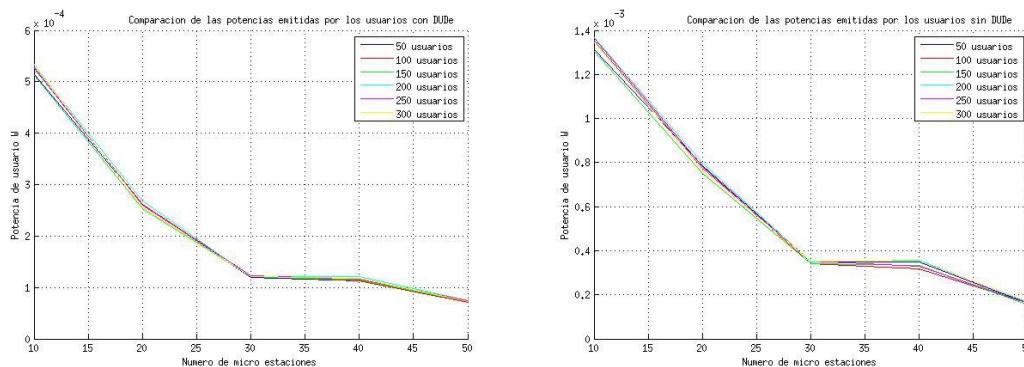 Comparacion de las potencias emitidas por los usuarios con DUDe
x 10⁻⁴
6
5
4
3
2
1
0
Potencia de usuario W
50 usuarios
100 usuarios
150 usuarios
200 usuarios
250 usuarios
300 usuarios
10 15 20 25 30 35 40 45 50
Numero de micro estaciones
Comparacion de las potencias emitidas por los usuarios sin DUDe
x 10⁻³
1.4
1.2
1
0.8
0.6
0.4
0.2
0
Potencia de usuario W
50 usuarios
100 usuarios
150 usuarios
200 usuarios
250 usuarios
300 usuarios
10 15 20 25 30 35 40 45 50
Numero de micro estaciones